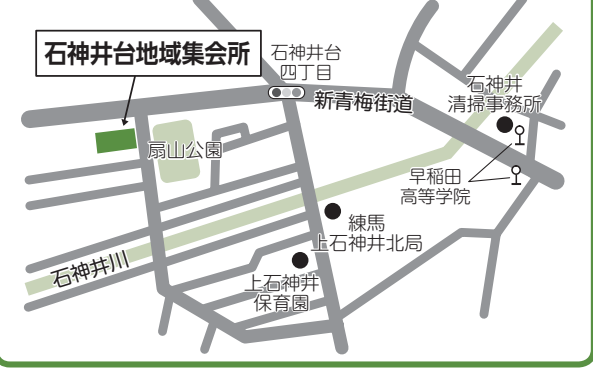 石神井台地域集会所
石神井台
四丁目
新青梅街道
石神井
清掃事務所
扇山公園
早稲田
高等学院
練馬
上石神井北局
石神井川
上石神井
保育園